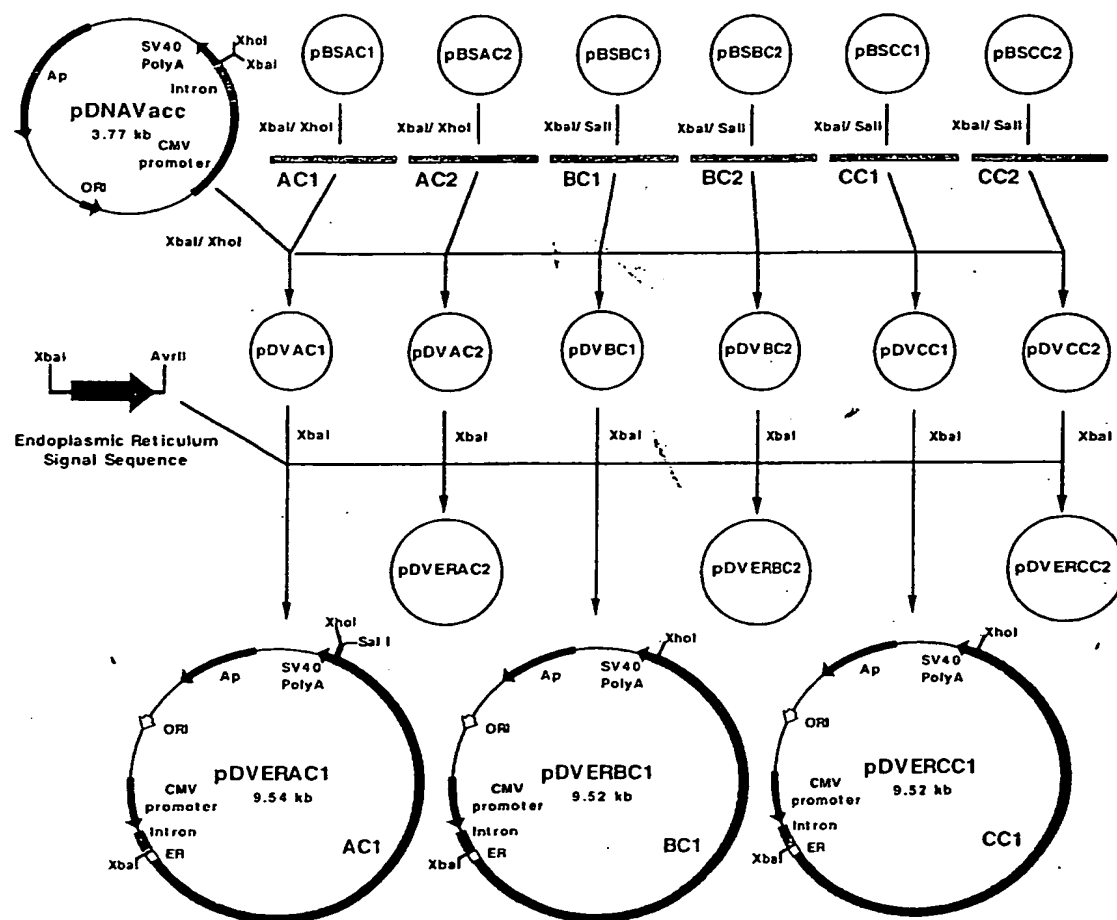 SV40
PolyA
XhoI
XbaI
Ap
Intron
pDNAVacc
3.77 kb
CMV
promoter
ORI
pBSAC1
pBSAC2
pBSBC1
pBSBC2
pBSCC1
pBSCC2
XbaI/ XhoI
XbaI/ XhoI
XbaI/ SalI
XbaI/ SalI
XbaI/ SalI
XbaI/ SalI
AC1
AC2
BC1
BC2
CC1
CC2
XbaI/ XhoI
pDVAC1
pDVAC2
pDVBC1
pDVBC2
pDVCC1
pDVCC2
XbaI
AvrII
Endoplasmic Reticulum
Signal Sequence
XbaI
XbaI
XbaI
XbaI
XbaI
XbaI
pDVERAC2
pDVERBC2
pDVERCC2
XhoI
Sal I
SV40
PolyA
Ap
ORI
pDVERAC1
9.54 kb
CMV
promoter
Intron
ER
XbaI
AC1
XhoI
SV40
PolyA
Ap
ORI
pDVERBC1
9.52 kb
CMV
promoter
Intron
ER
XbaI
BC1
XhoI
SV40
PolyA
Ap
ORI
pDVERCC1
9.52 kb
CMV
promoter
Intron
ER
XbaI
CC1